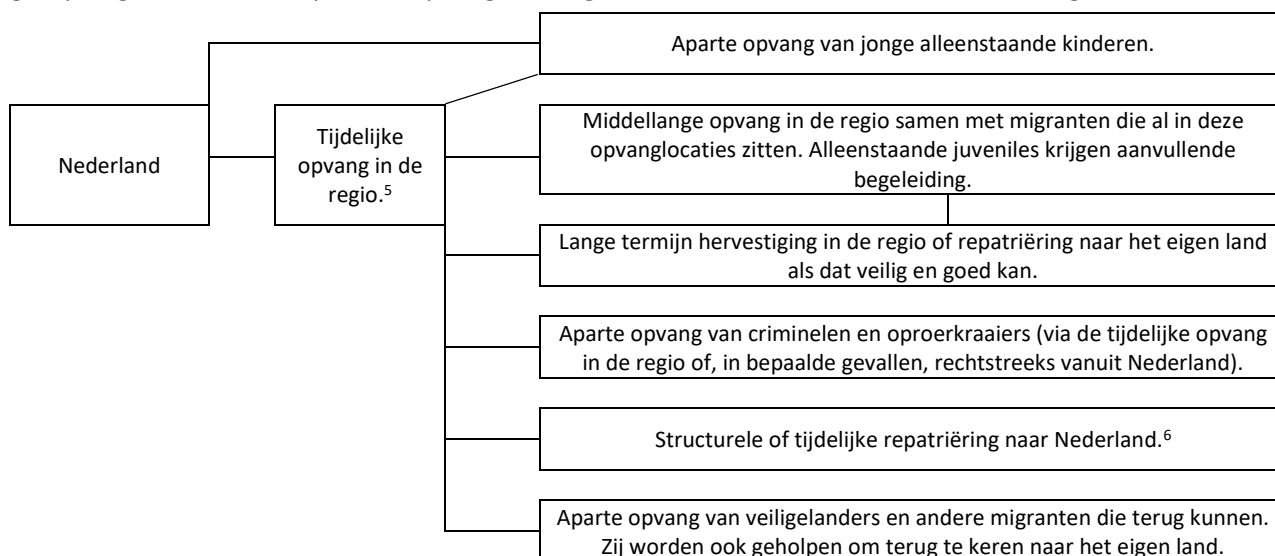 Aparte opvang van jonge alleenstaande kinderen.
Nederland
Tijdelijke
opvang in de
regio.⁵
Middellange opvang in de regio samen met migranten die al in deze
opvanglocaties zitten. Alleenstaande juveniles krijgen aanvullende
begeleiding.
Lange termijn hervestiging in de regio of repatriëring naar het eigen land
als dat veilig en goed kan.
Aparte opvang van criminelen en oproerkraaiers (via de tijdelijke opvang
in de regio of, in bepaalde gevallen, rechtstreeks vanuit Nederland).
Structurele of tijdelijke repatriëring naar Nederland.⁶
Aparte opvang van veiligelanders en andere migranten die terug kunnen.
Zij worden ook geholpen om terug te keren naar het eigen land.